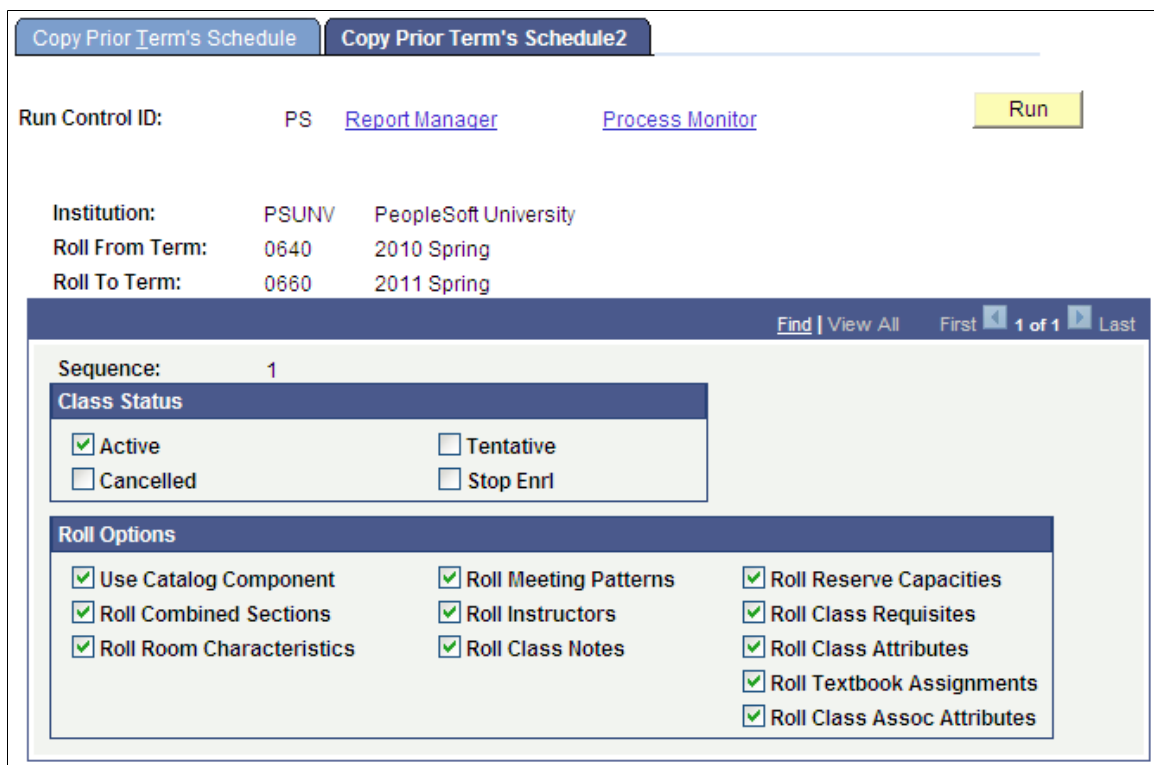 Copy Prior Term's Schedule Copy Prior Term's Schedule2
Run Control ID: PS Report Manager Process Monitor Run
Institution: PSUNV PeopleSoft University
Roll From Term: 0640 2010 Spring
Roll To Term: 0660 2011 Spring
Find | View All First 1 of 1 Last
Sequence: 1
Class Status
Active Tentative
Cancelled Stop Enrl
Roll Options
Use Catalog Component Roll Meeting Patterns Roll Reserve Capacities
Roll Combined Sections Roll Instructors Roll Class Requisites
Roll Room Characteristics Roll Class Notes Roll Class Attributes
Roll Textbook Assignments
Roll Class Assoc Attributes